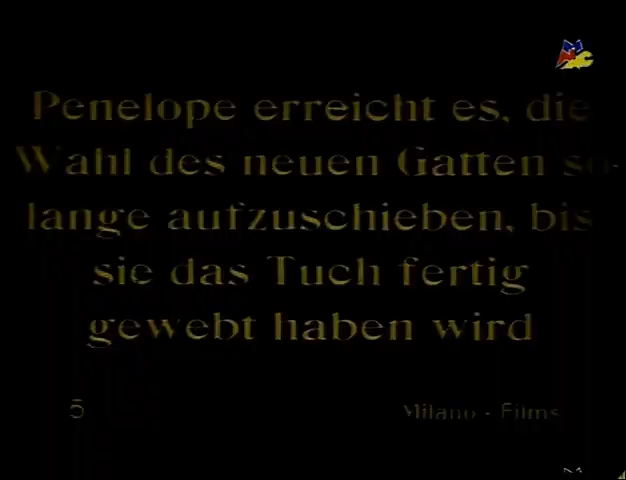 Penelope erreicht es, die
Wahl des neuen Gatten so-
lange aufzuschieben, bis
sie das Tuch fertig
gewebt haben wird
5
Milano - Films